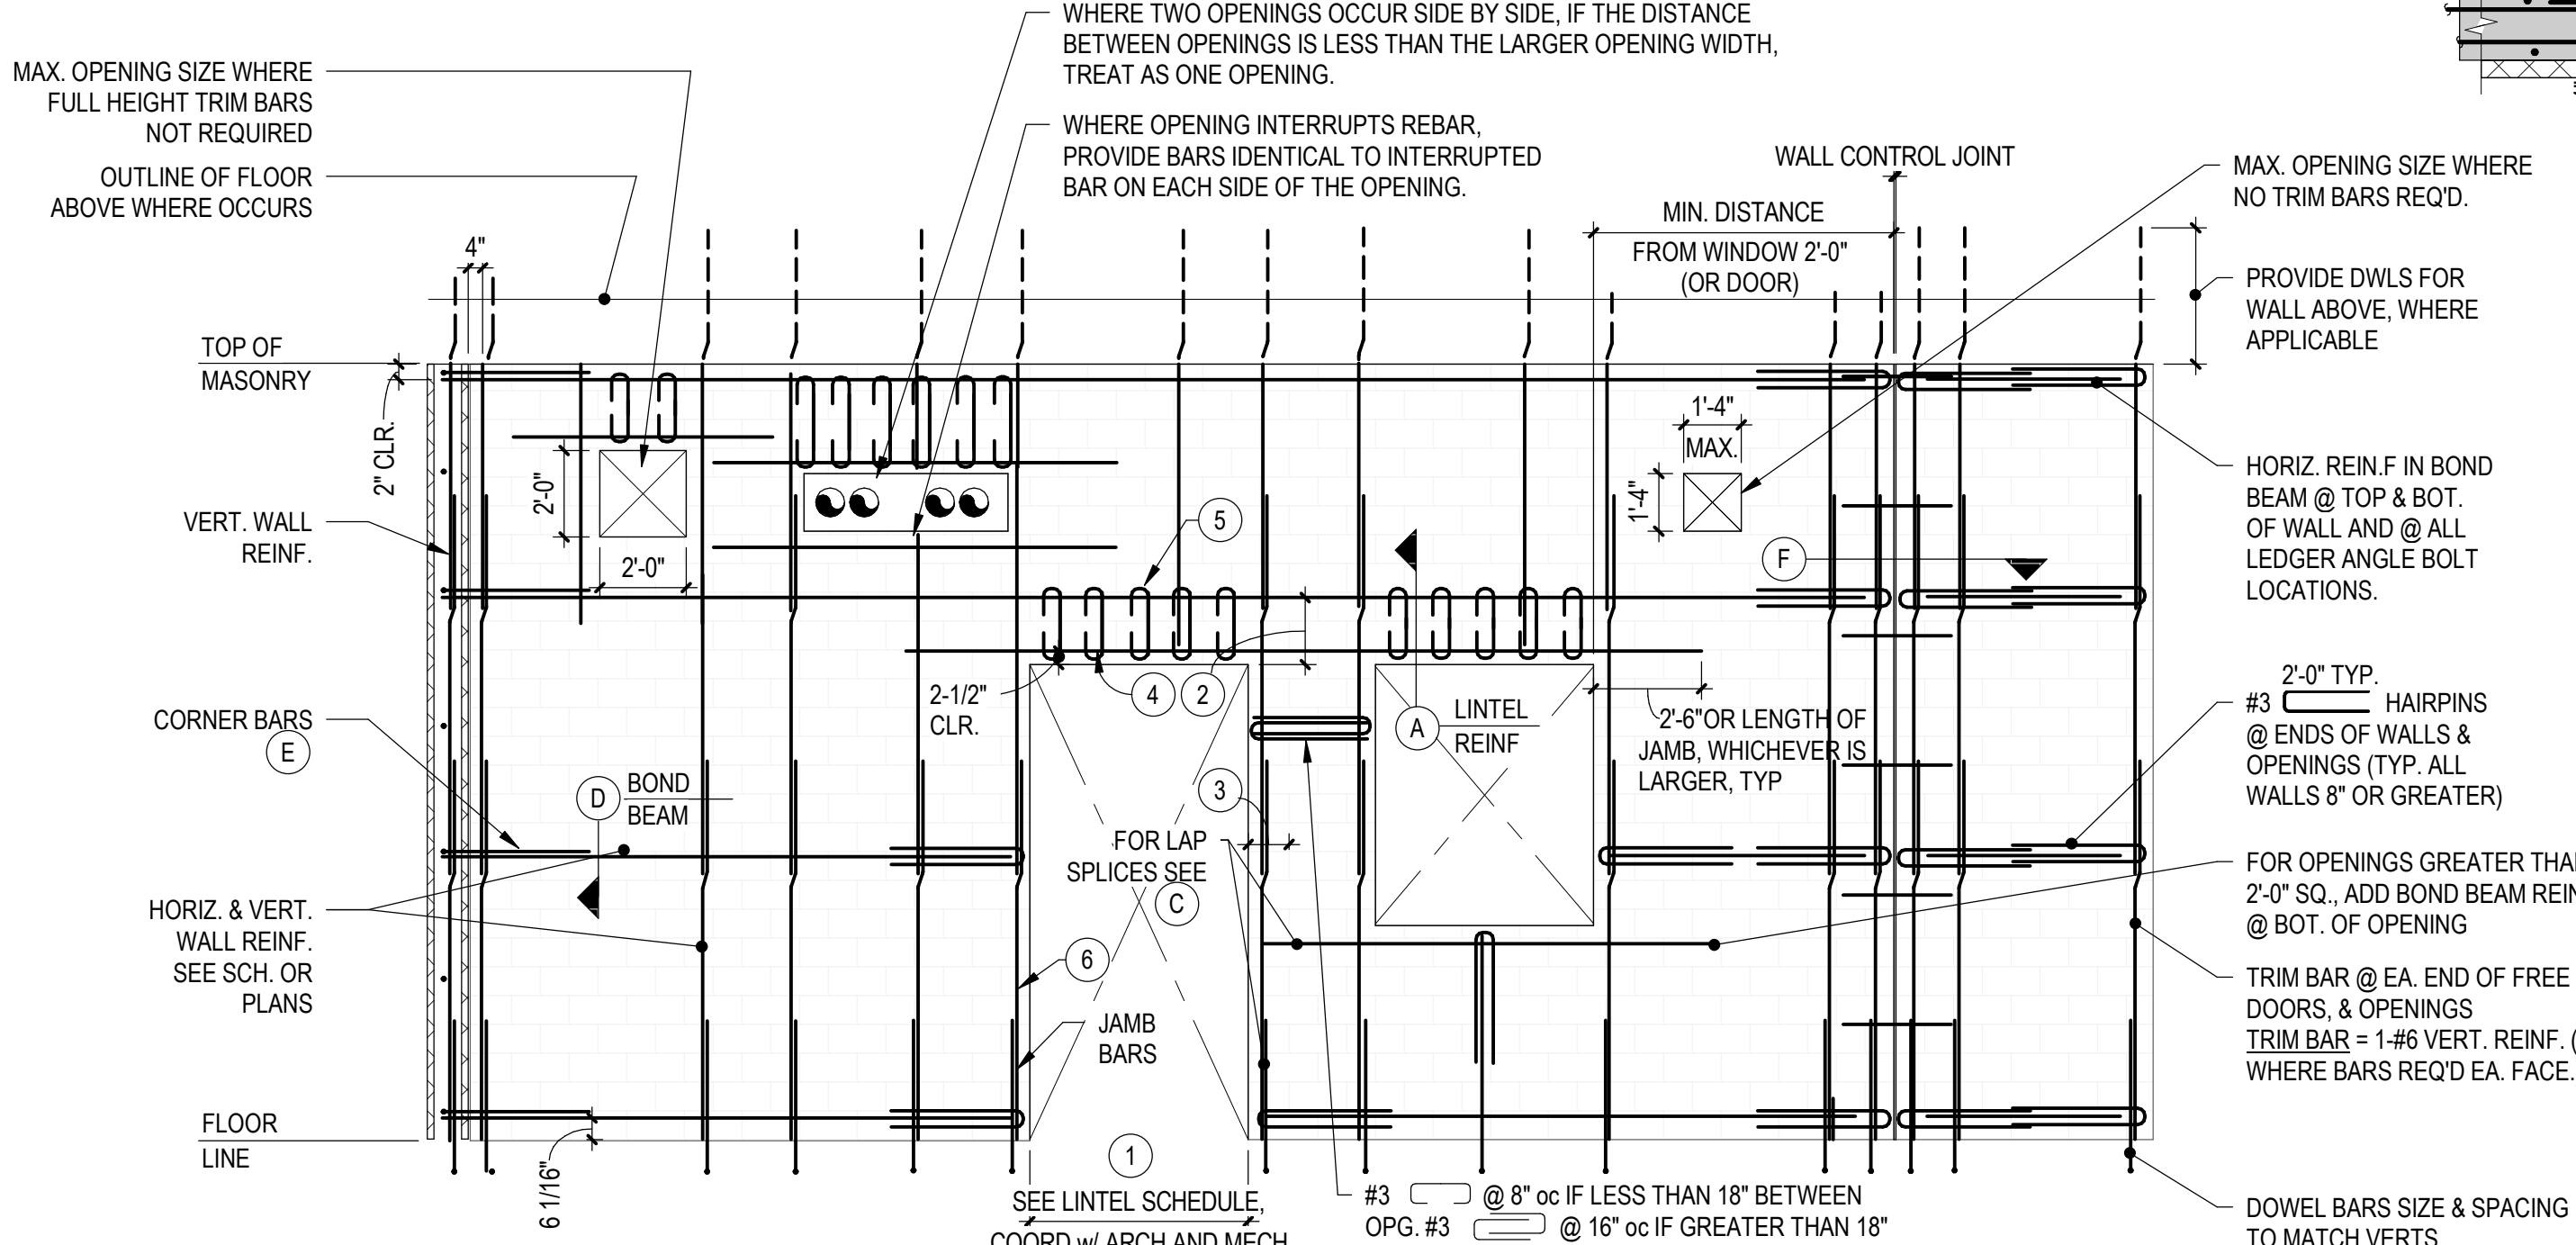 WHERE TWO OPENINGS OCCUR SIDE BY SIDE, IF THE DISTANCE
BETWEEN OPENINGS IS LESS THAN THE LARGER OPENING WIDTH,
TREAT AS ONE OPENING.
MAX. OPENING SIZE WHERE
FULL HEIGHT TRIM BARS
NOT REQUIRED
WHERE OPENING INTERRUPTS REBAR,
PROVIDE BARS IDENTICAL TO INTERRUPTED
BAR ON EACH SIDE OF THE OPENING.
OUTLINE OF FLOOR
ABOVE WHERE OCCURS
WALL CONTROL JOINT
MAX. OPENING SIZE WHERE
NO TRIM BARS REQ'D.
MIN. DISTANCE
FROM WINDOW 2'-0"
(OR DOOR)
4"
PROVIDE DWLS FOR
WALL ABOVE, WHERE
APPLICABLE
TOP OF
MASONRY
2" CLR.
2'-0"
2'-0"
1'-4"
MAX.
1'-4"
HORIZ. REIN.F IN BOND
BEAM @ TOP & BOT.
OF WALL AND @ ALL
LEDGER ANGLE BOLT
LOCATIONS.
VERT. WALL
REINF.
5
F
2-1/2"
CLR.
4
2
A
LINTEL
REINF
2'-6"OR LENGTH OF
JAMB, WHICHEVER IS
LARGER, TYP
2'-0" TYP.
#3 HAIRPINS
@ ENDS OF WALLS &
OPENINGS (TYP. ALL
WALLS 8" OR GREATER)
CORNER BARS
E
D
BOND
BEAM
3
FOR LAP
SPLICES SEE
C
FOR OPENINGS GREATER
2'-0" SQ., ADD BOND BEAM
@ BOT. OF OPENING
HORIZ. & VERT.
WALL REINF.
SEE SCH. OR
PLANS
6
JAMB
BARS
TRIM BAR @ EA. END OF FREE
DOORS, & OPENINGS
TRIM BAR = 1-#6 VERT. REINF. (
WHERE BARS REQ'D EA. FACE.
FLOOR
LINE
6 1/16"
1
SEE LINTEL SCHEDULE,
COORD w/ ARCH AND MECH
#3 @ 8" oc IF LESS THAN 18" BETWEEN
OPG. #3 @ 16" oc IF GREATER THAN 18"
DOWEL BARS SIZE & SPACING
TO MATCH VERTS